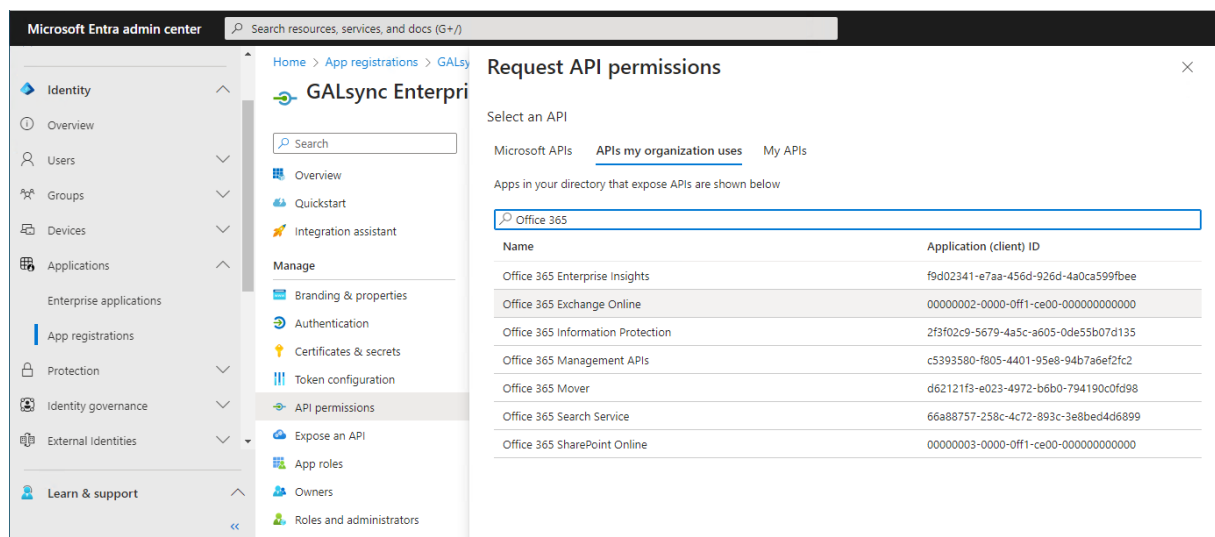 Microsoft Entra admin center
Search resources, services, and docs (G+/)
Identity
Overview
Users
Groups
Devices
Applications
Enterprise applications
App registrations
Protection
Identity governance
External Identities
Learn & support
«
Home > App registrations > GALsy
GALsync Enterpri
Search
Overview
Quickstart
Integration assistant
Manage
Branding & properties
Authentication
Certificates & secrets
Token configuration
API permissions
Expose an API
App roles
Owners
Roles and administrators
Request API permissions
Select an API
Microsoft APIs APIs my organization uses My APIs
Apps in your directory that expose APIs are shown below
Office 365
Name Application (client) ID
Office 365 Enterprise Insights f9d02341-e7aa-456d-926d-4a0ca599fbee
Office 365 Exchange Online 00000002-0000-0ff1-ce00-000000000000
Office 365 Information Protection 2f3f02c9-5679-4a5c-a605-0de55b07d135
Office 365 Management APIs c5393580-f805-4401-95e8-94b7a6ef2fc2
Office 365 Mover d62121f3-e023-4972-b6b0-794190c0fd98
Office 365 Search Service 66a88757-258c-4c72-893c-3e8bed4d6899
Office 365 SharePoint Online 00000003-0000-0ff1-ce00-000000000000